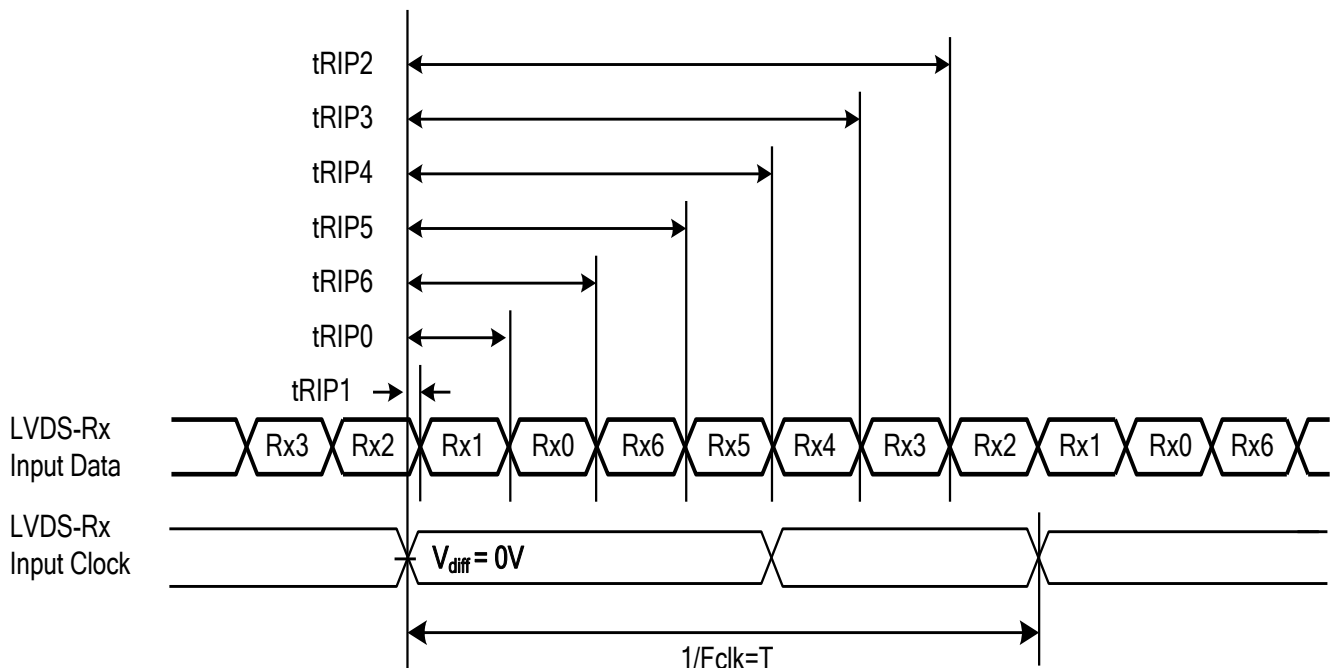 tRIP2
tRIP3
tRIP4
tRIP5
tRIP6
tRIP0
tRIP1
LVDS-Rx
Input Data
Rx3 Rx2 Rx1 Rx0 Rx6 Rx5 Rx4 Rx3 Rx2 Rx1 Rx0 Rx6
LVDS-Rx
Input Clock
Vdiff = 0V
1/Fclk=T